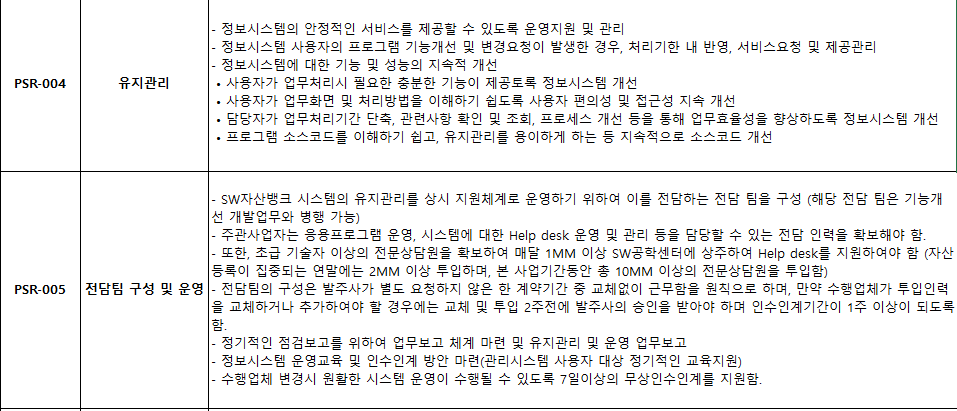 PSR-004
유지관리
- 정보시스템의 안정적인 서비스를 제공할 수 있도록 운영지원 및 관리
- 정보시스템 사용자의 프로그램 기능개선 및 변경요청이 발생한 경우, 처리기한 내 반영, 서비스요청 및 제공관리
- 정보시스템에 대한 기능 및 성능의 지속적 개선
• 사용자가 업무처리시 필요한 충분한 기능이 제공토록 정보시스템 개선
• 사용자가 업무화면 및 처리방법을 이해하기 쉽도록 사용자 편의성 및 접근성 지속 개선
• 담당자가 업무처리기간 단축, 관련사항 확인 및 조회, 프로세스 개선 등을 통해 업무효율성을 향상하도록 정보시스템 개선
• 프로그램 소스코드를 이해하기 쉽고, 유지관리를 용이하게 하는 등 지속적으로 소스코드 개선
PSR-005
전담팀 구성 및 운영
- SW자산뱅크 시스템의 유지관리를 상시 지원체계로 운영하기 위하여 이를 전담하는 전담 팀을 구성 (해당 전담 팀은 기능개
선 개발업무와 병행 가능)
- 주관사업자는 응용프로그램 운영, 시스템에 대한 Help desk 운영 및 관리 등을 담당할 수 있는 전담 인력을 확보해야 함.
- 또한, 초급 기술자 이상의 전문상담원을 확보하여 매달 1MM 이상 SW공학센터에 상주하여 Help desk를 지원하여야 함 (자산
등록이 집중되는 연말에는 2MM 이상 투입하며, 본 사업기간동안 총 10MM 이상의 전문상담원을 투입함)
- 전담팀의 구성은 발주사가 별도 요청하지 않은 한 계약기간 중 교체없이 근무함을 원칙으로 하며, 만약 수행업체가 투입인력
을 교체하거나 추가하여야 할 경우에는 교체 및 투입 2주전에 발주사의 승인을 받아야 하며 인수인계기간이 1주 이상이 되도록
함.
- 정기적인 점검보고를 위하여 업무보고 체계 마련 및 유지관리 및 운영 업무보고
- 정보시스템 운영교육 및 인수인계 방안 마련(관리시스템 사용자 대상 정기적인 교육지원)
- 수행업체 변경시 원활한 시스템 운영이 수행될 수 있도록 7일이상의 무상인수인계를 지원함.